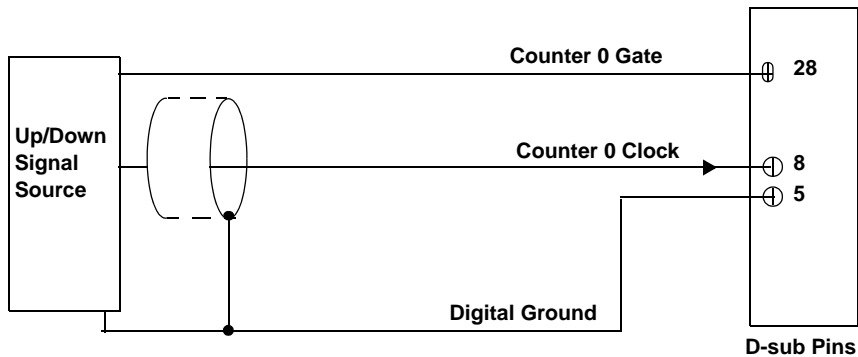 Counter 0 Gate
28
Up/Down
Signal
Source
Counter 0 Clock
8
5
Digital Ground
D-sub Pins